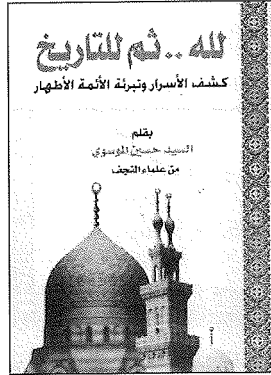 لله .. ثم للتاريخ
كشف الأسرار وتبرئة الأئمة الأطهار
بقلم
السيد حسين الموسوي
من علماء النجف